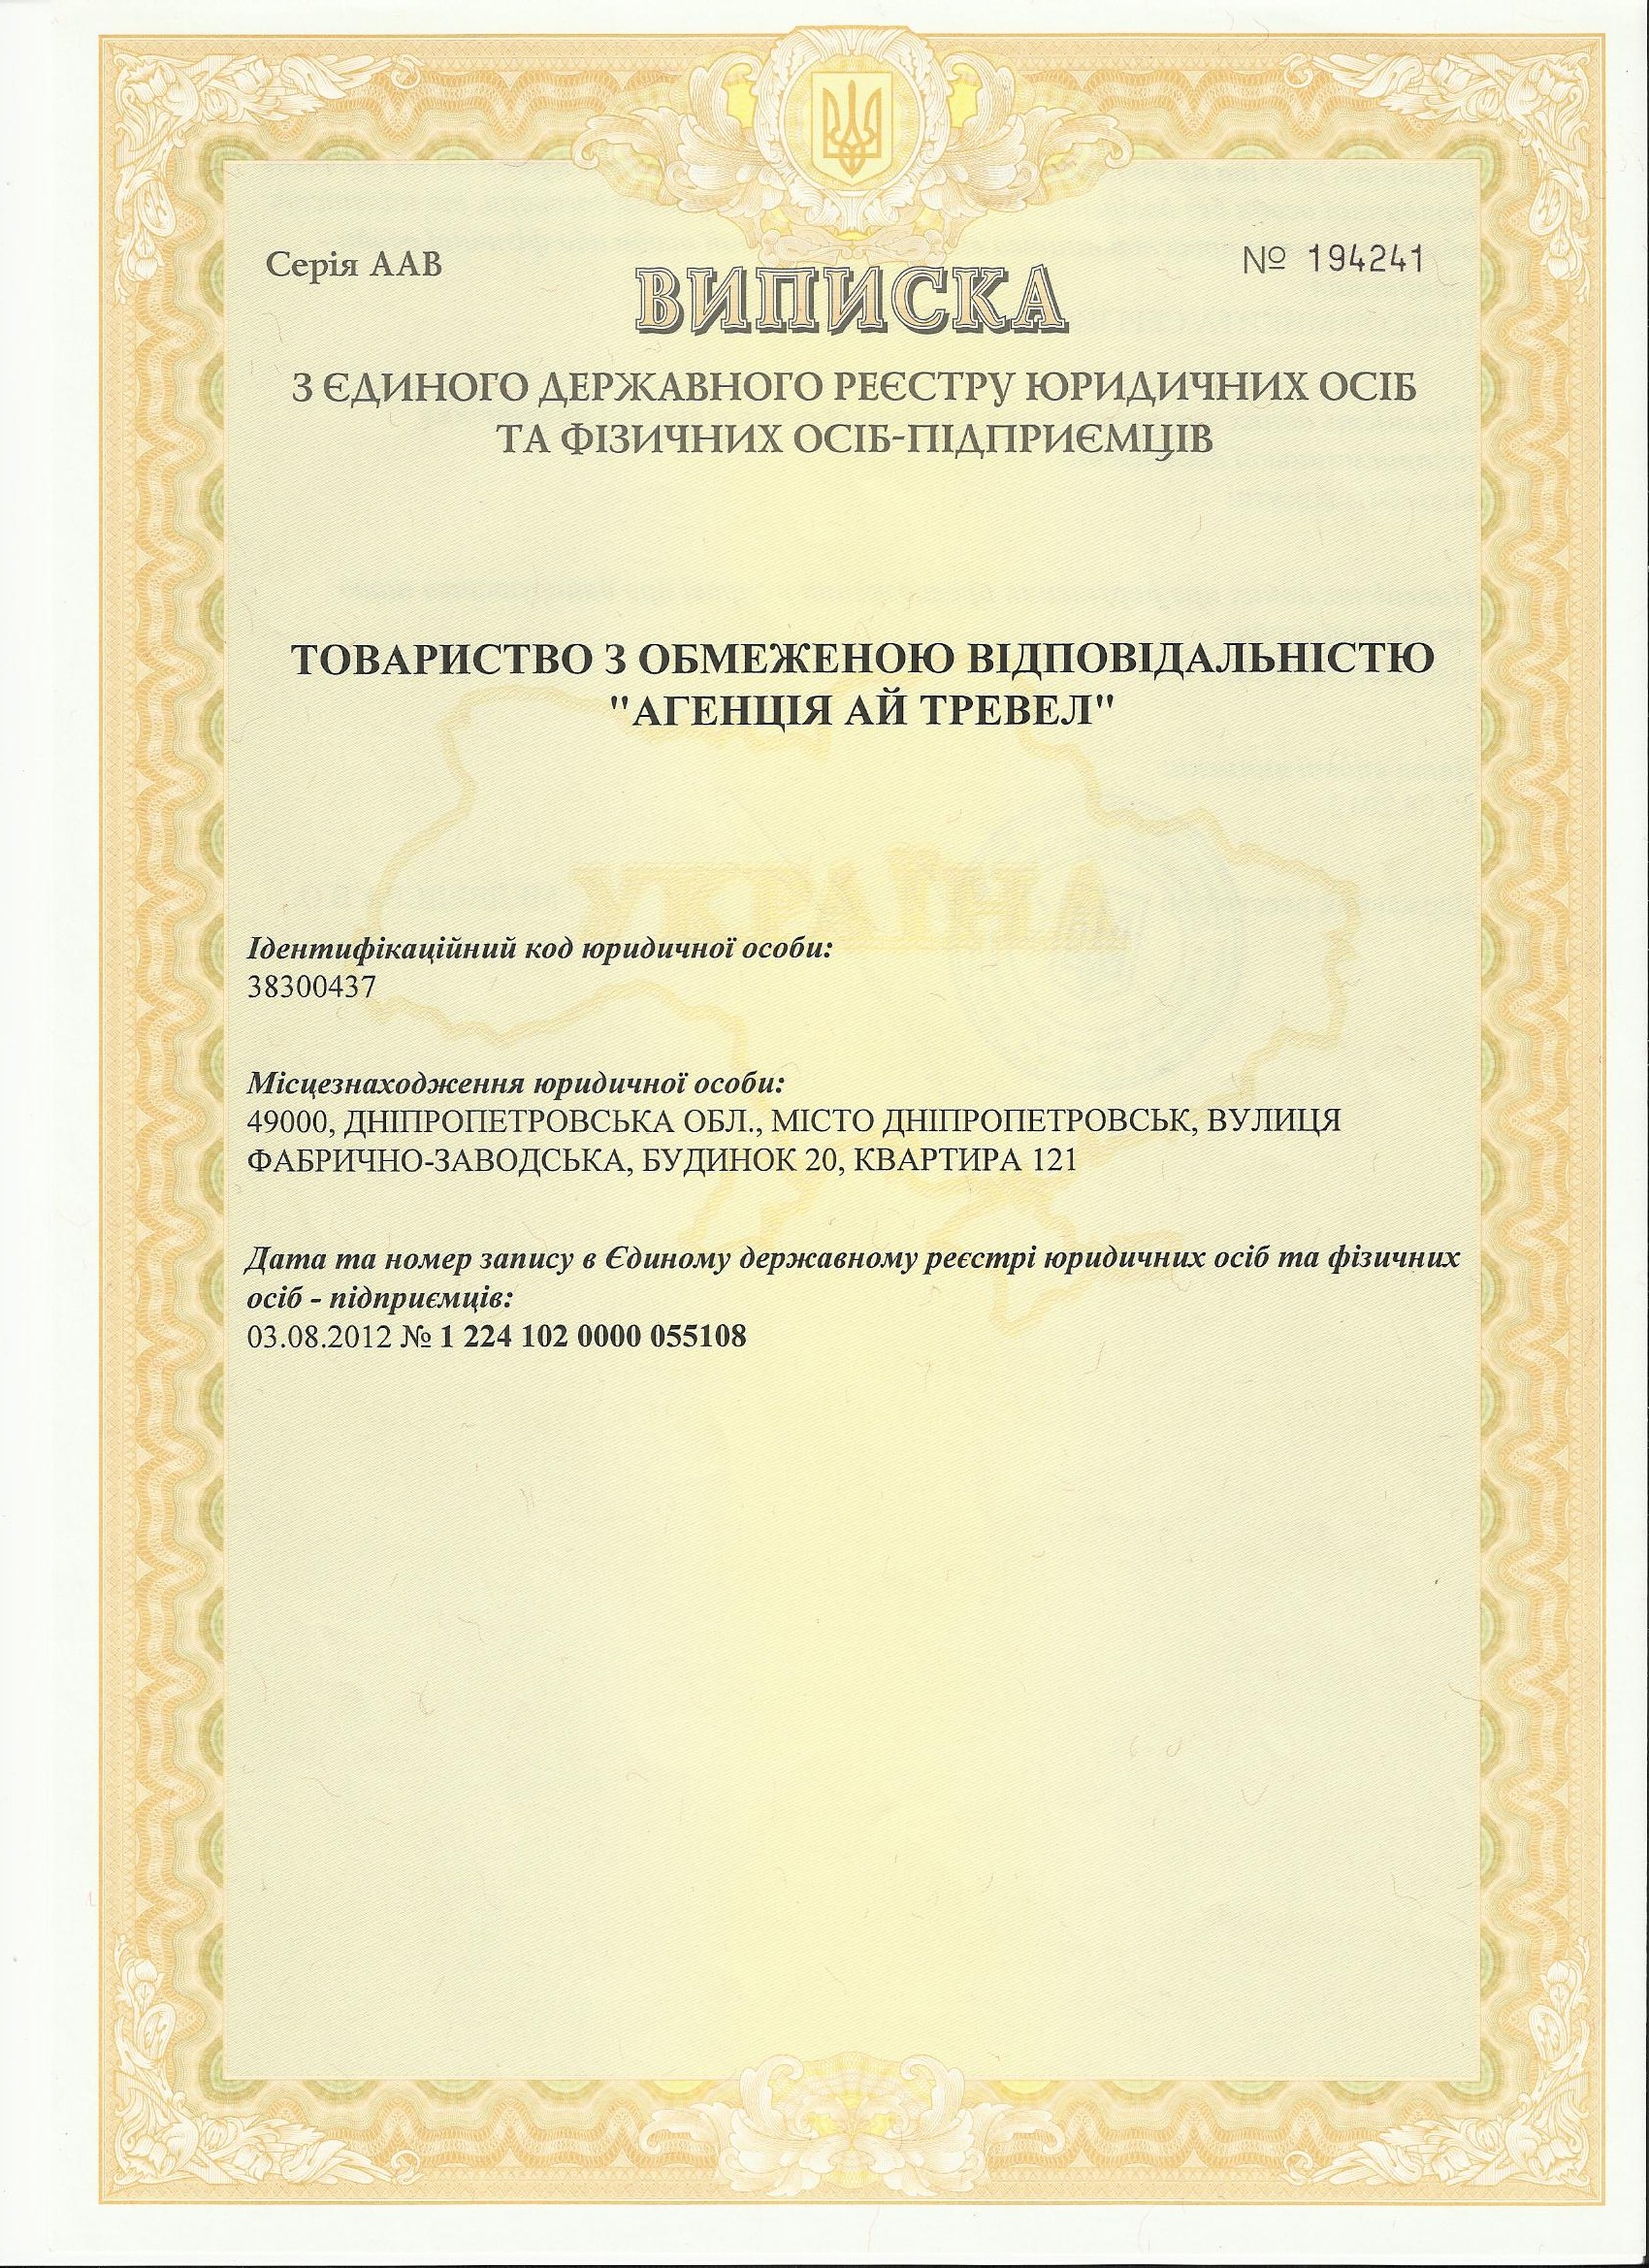 Серія ААВ
№ 194241
ВИПИСКА
З ЄДИНОГО ДЕРЖАВНОГО РЕЄСТРУ ЮРИДИЧНИХ ОСІБ
ТА ФІЗИЧНИХ ОСІБ-ПІДПРИЄМЦІВ
ТОВАРИСТВО З ОБМЕЖЕНОЮ ВІДПОВІДАЛЬНІСТЮ
"АГЕНЦІЯ АЙ ТРЕВЕЛ"
УКРАЇНА
Ідентифікаційний код юридичної особи:
38300437
Місцезнаходження юридичної особи:
49000, ДНІПРОПЕТРОВСЬКА ОБЛ., МІСТО ДНІПРОПЕТРОВСЬК, ВУЛИЦЯ
ФАБРИЧНО-ЗАВОДСЬКА, БУДИНОК 20, КВАРТИРА 121
Дата та номер запису в Єдиному державному реєстрі юридичних осіб та фізичних
осіб - підприємців:
03.08.2012 № 1 224 102 0000 055108